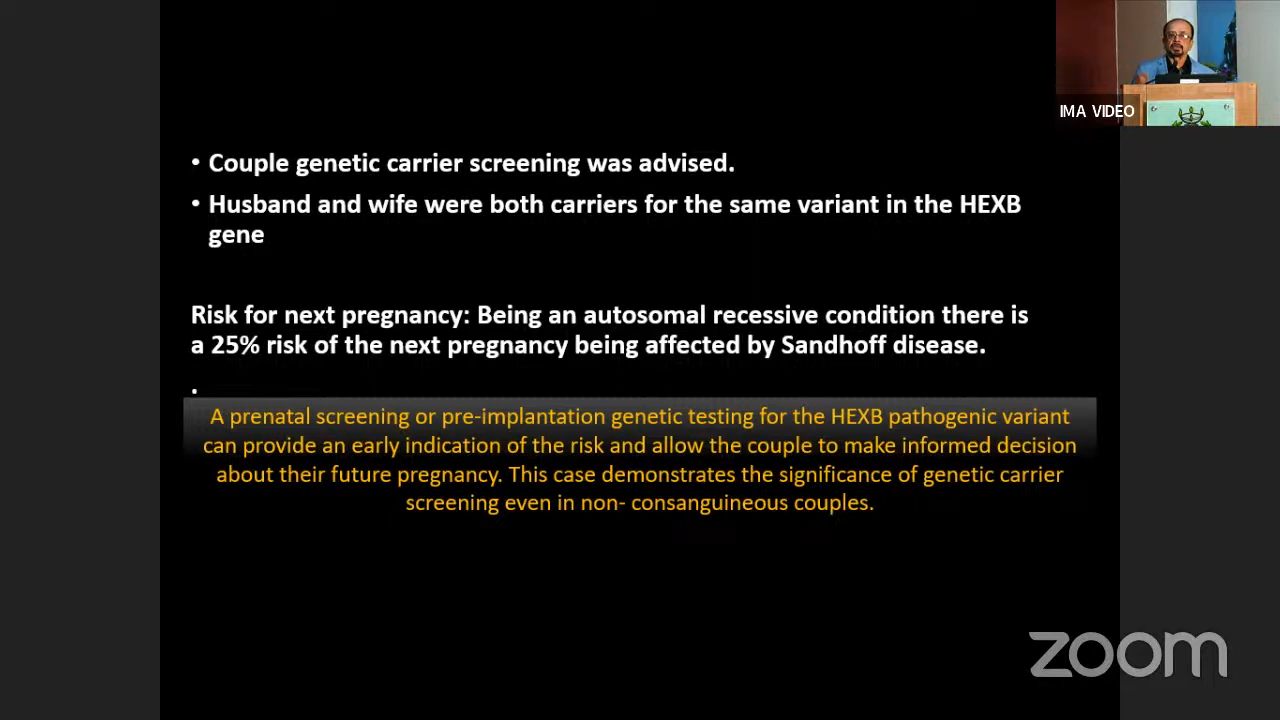 IMA VIDEO
• Couple genetic carrier screening was advised.
• Husband and wife were both carriers for the same variant in the HEXB
gene
Risk for next pregnancy: Being an autosomal recessive condition there is
a 25% risk of the next pregnancy being affected by Sandhoff disease.
.
A prenatal screening or pre-implantation genetic testing for the HEXB pathogenic variant
can provide an early indication of the risk and allow the couple to make informed decision
about their future pregnancy. This case demonstrates the significance of genetic carrier
screening even in non- consanguineous couples.
zoom